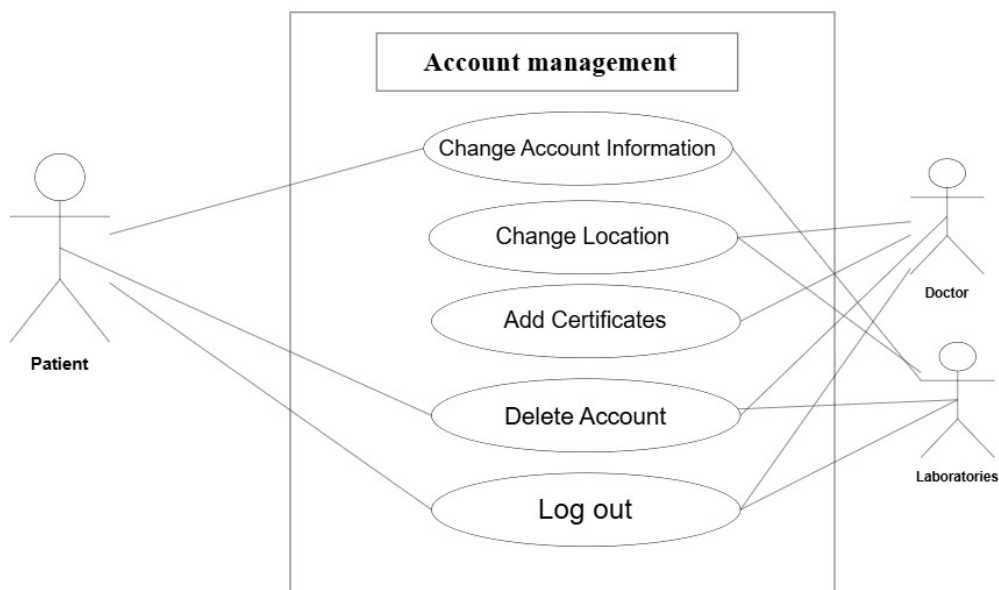 Account management
Change Account Information
Change Location
Add Certificates
Delete Account
Log out
Patient
Doctor
Laboratories